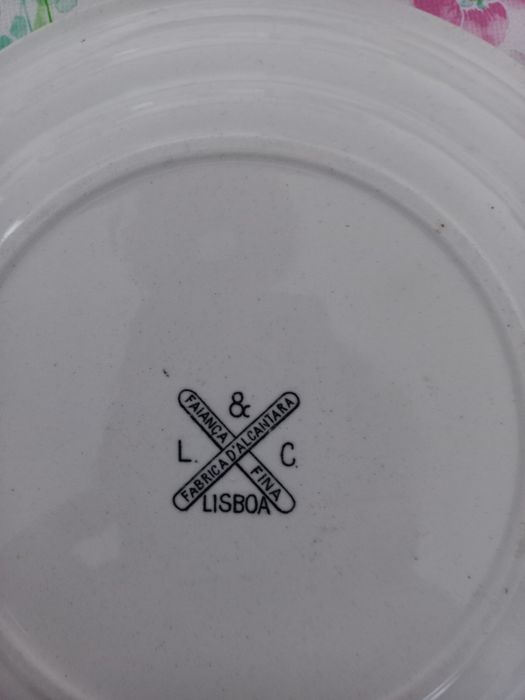 &
FAIANÇA FINA
FABRICA D'ALCANTARA
L. C.
LISBOA